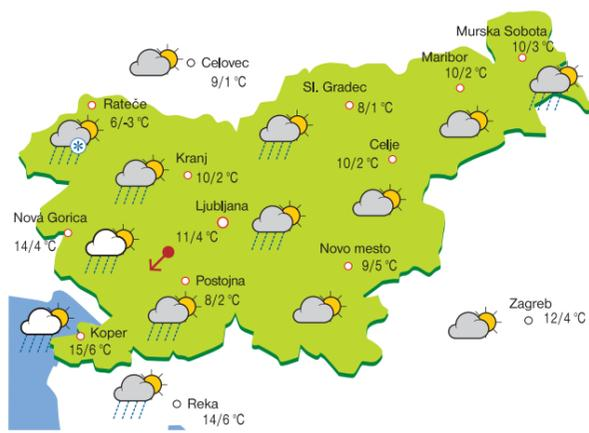 Murska Sobota
10/3 °C
Maribor
10/2 °C
Celovec
9/1 °C
Sl. Gradec
8/1 °C
Rateče
6/-3 °C
Celje
10/2 °C
Kranj
10/2 °C
Ljubljana
11/4 °C
Nova Gorica
14/4 °C
Novo mesto
9/5 °C
Postojna
8/2 °C
Zagreb
12/4 °C
Koper
15/6 °C
Reka
14/6 °C